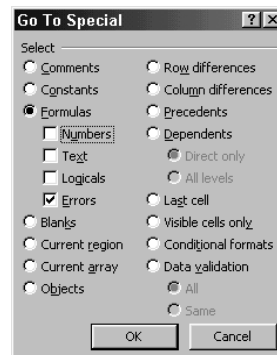 Go To Special
Select
Comments
Constants
Formulas
Numbers
Text
Logicals
Errors
Blanks
Current region
Current array
Objects
Row differences
Column differences
Precedents
Dependents
Direct only
All levels
Last cell
Visible cells only
Conditional formats
Data validation
All
Same
OK
Cancel